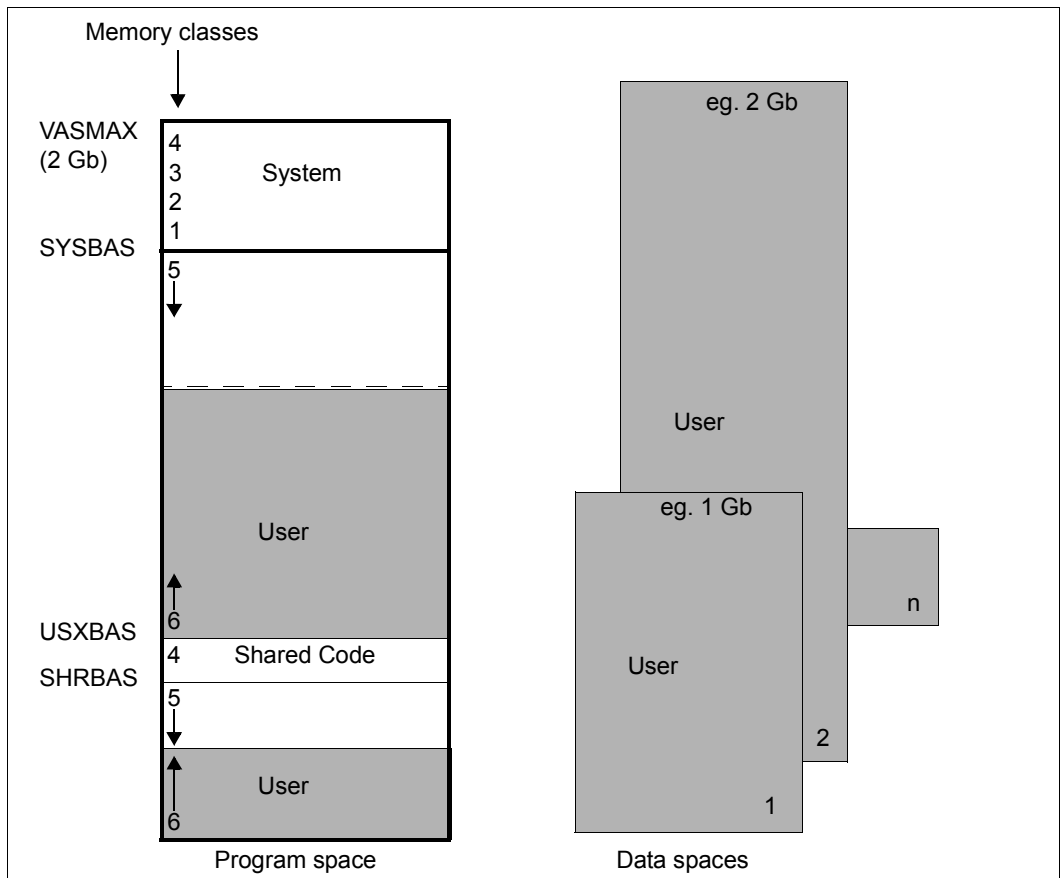 Memory classes
VASMAX
(2 Gb)
4
3
2
1
System
SYSBAS
5
User
6
USXBAS
4
Shared Code
SHRBAS
5
User
6
Program space
eg. 2 Gb
User
2
eg. 1 Gb
User
1
n
Data spaces